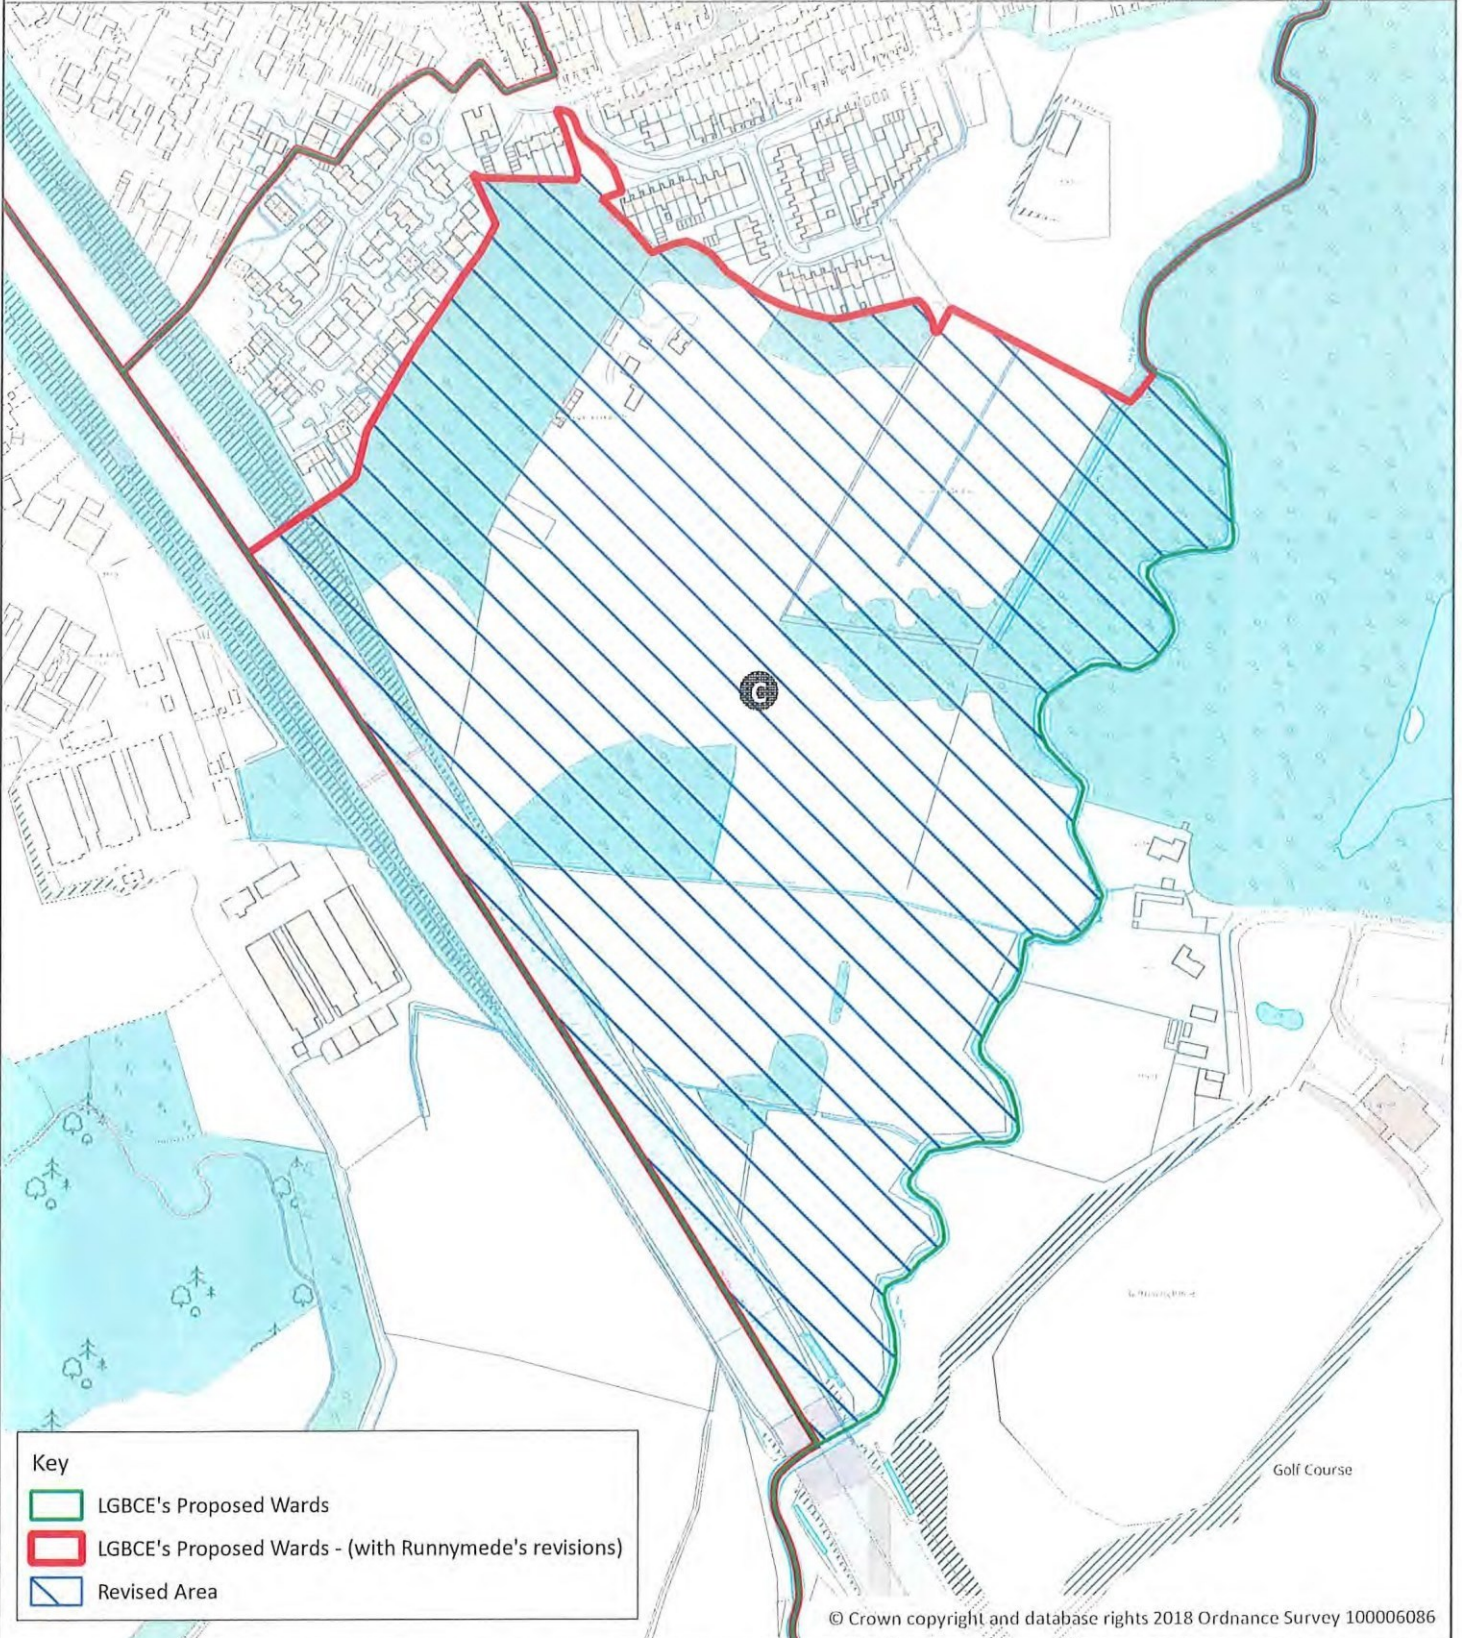 C
Golf Course
Key
LGBCE's Proposed Wards
LGBCE's Proposed Wards - (with Runnymede's revisions)
Revised Area
© Crown copyright and database rights 2018 Ordnance Survey 100006086